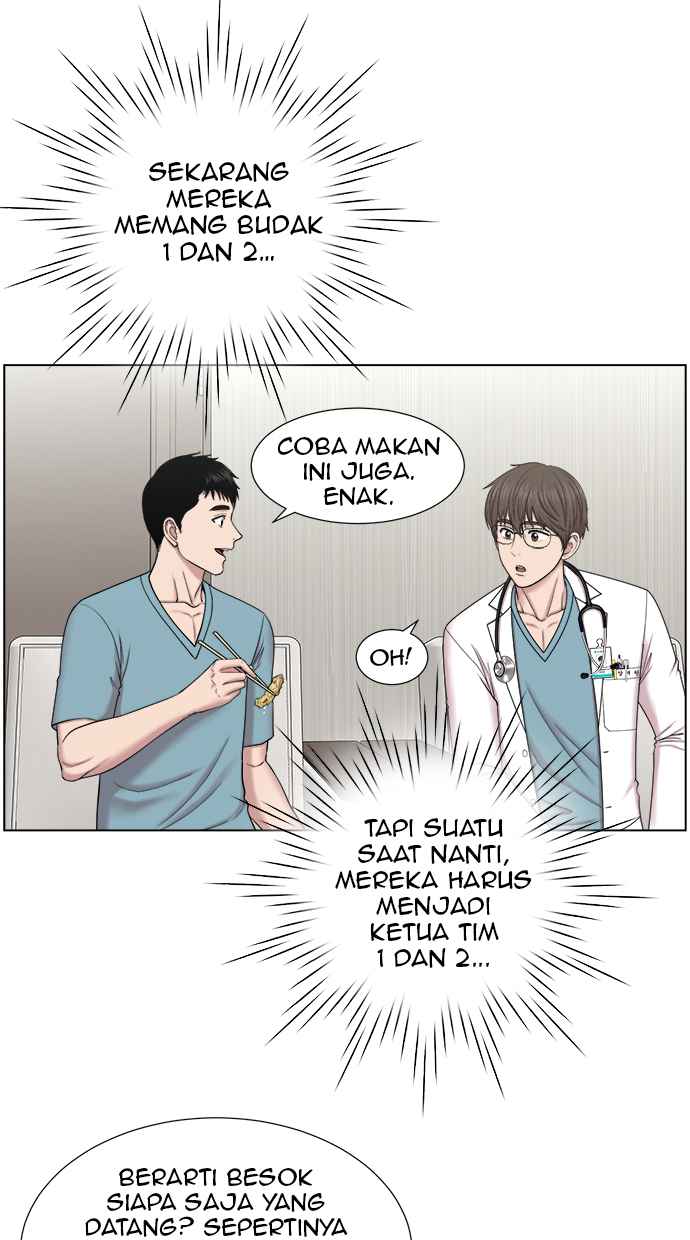 SEKARANG
MEREKA
MEMANG BUDAK
1 DAN 2...
COBA MAKAN
INI JUGA.
ENAK.
OH!
TAPI SUATU
SAAT NANTI,
MEREKA HARUS
MENJADI
KETUA TIM
1 DAN 2...
BERARTI BESOK
SIAPA SAJA YANG
DATANG? SEPERTINYA